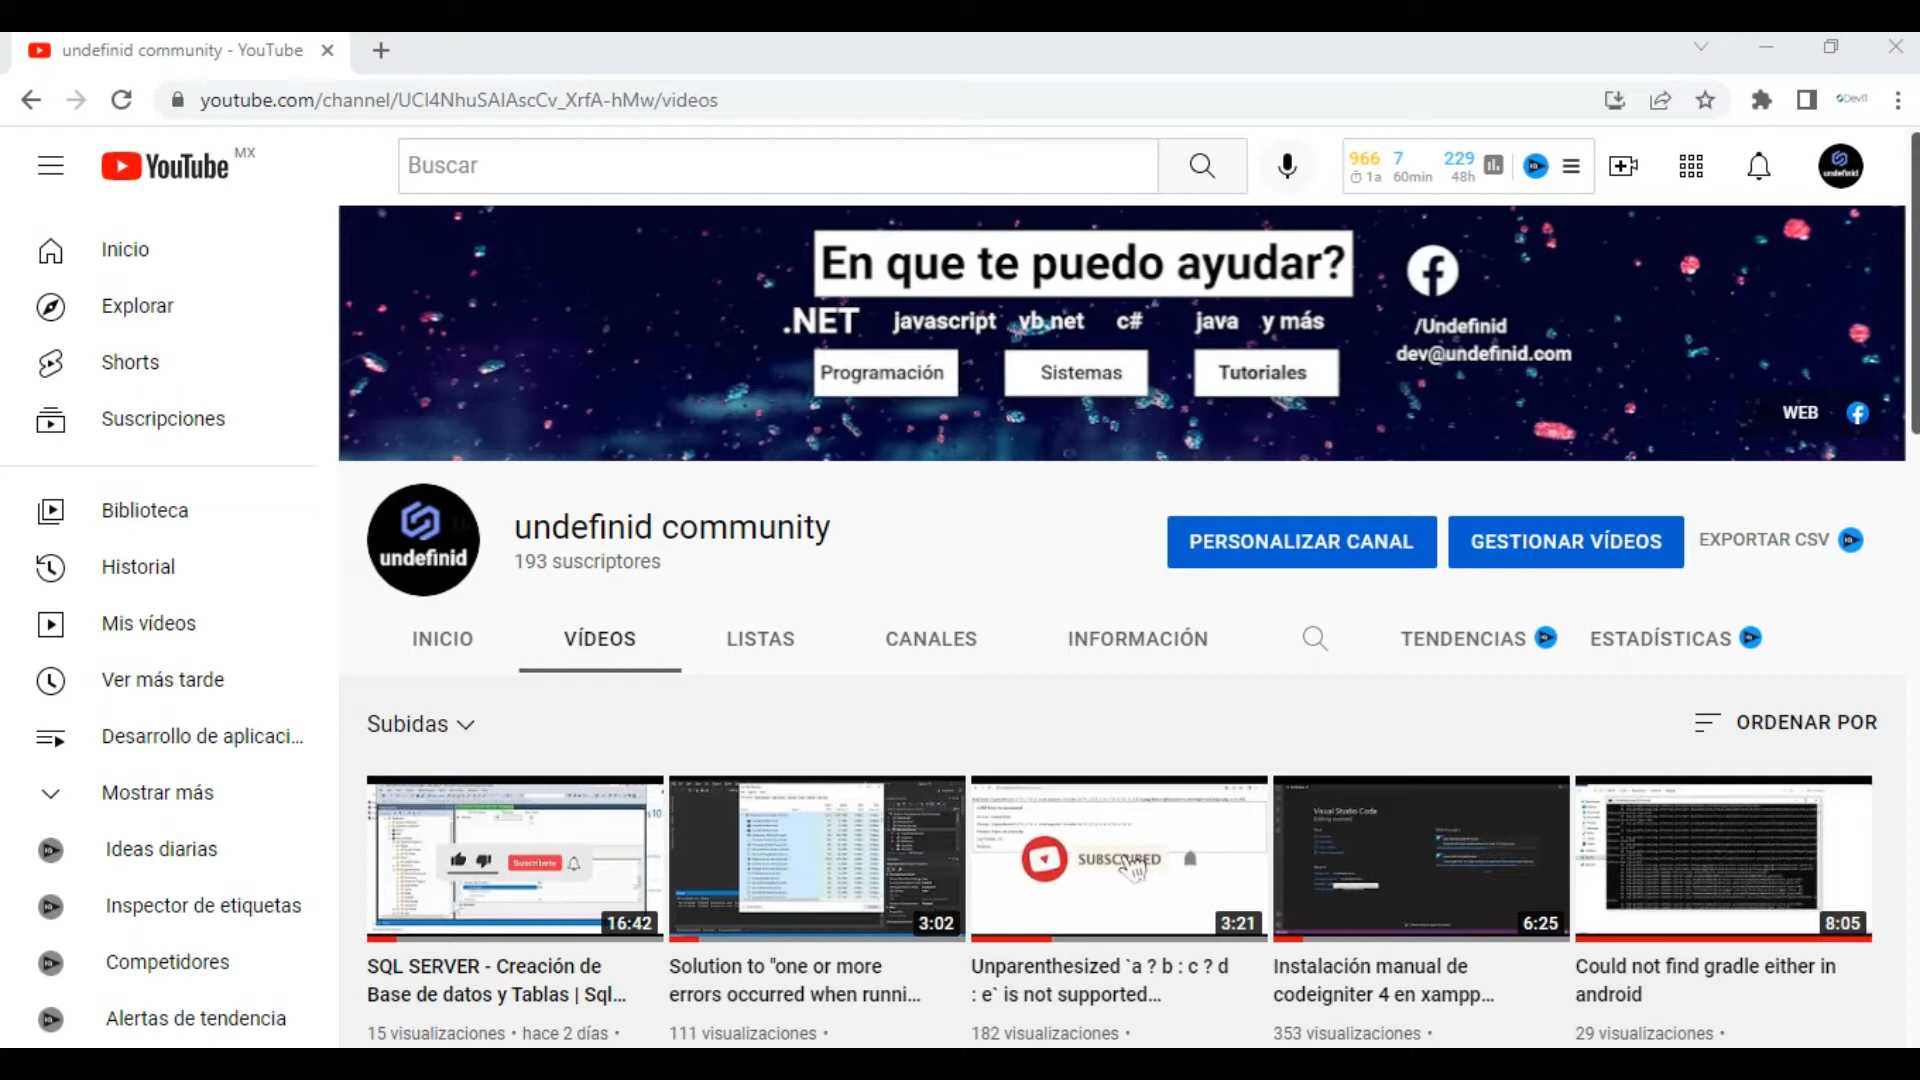 undefinid community - YouTube
youtube.com/channel/UCl4NhuSAlAscCv_XrfA-hMw/videos
YouTube MX
Buscar
966 7 229
1a 60min 48h
undefinid
Inicio
Explorar
Shorts
Suscripciones
Biblioteca
Historial
Mis vídeos
Ver más tarde
Desarrollo de aplicaci...
Mostrar más
Ideas diarias
Inspector de etiquetas
Competidores
Alertas de tendencia
En que te puedo ayudar?
.NET javascript vb.net c# java y más
Programación Sistemas Tutoriales
/Undefinid
dev@undefinid.com
WEB
undefinid
undefinid community
193 suscriptores
PERSONALIZAR CANAL GESTIONAR VÍDEOS EXPORTAR CSV
INICIO VÍDEOS LISTAS CANALES INFORMACIÓN TENDENCIAS ESTADÍSTICAS
Subidas ORDENAR POR
Suscríbete
16:42
3:02
SUBSCRIBED
3:21
Visual Studio Code
6:25
8:05
SQL SERVER - Creación de
Base de datos y Tablas | Sql...
15 visualizaciones • hace 2 días •
Solution to "one or more
errors occurred when runni...
111 visualizaciones •
Unparenthesized `a ? b : c ? d
: e` is not supported...
182 visualizaciones •
Instalación manual de
codeigniter 4 en xampp...
353 visualizaciones •
Could not find gradle either in
android
29 visualizaciones •